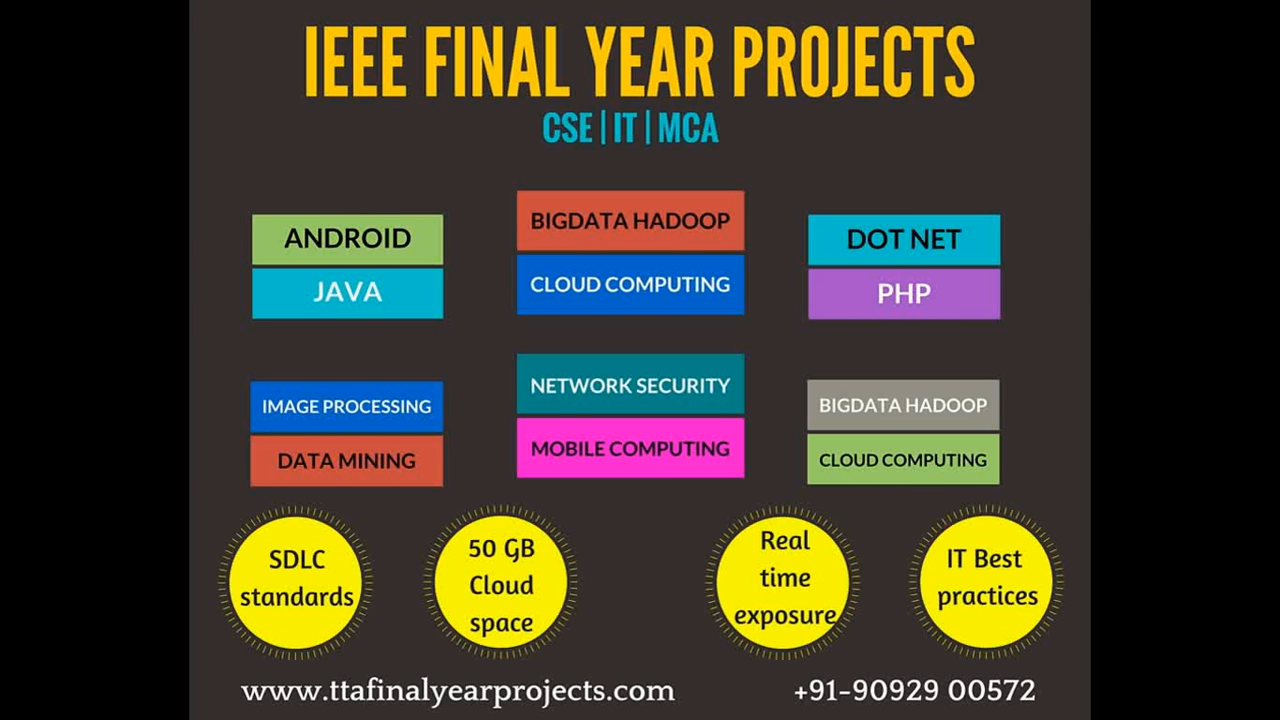 IEEE FINAL YEAR PROJECTS
CSE | IT | MCA
ANDROID
JAVA
BIGDATA HADOOP
CLOUD COMPUTING
DOT NET
PHP
IMAGE PROCESSING
DATA MINING
NETWORK SECURITY
MOBILE COMPUTING
BIGDATA HADOOP
CLOUD COMPUTING
SDLC
standards
50 GB
Cloud
space
Real
time
exposure
IT Best
practices
www.ttafinalyearprojects.com
+91-90929 00572